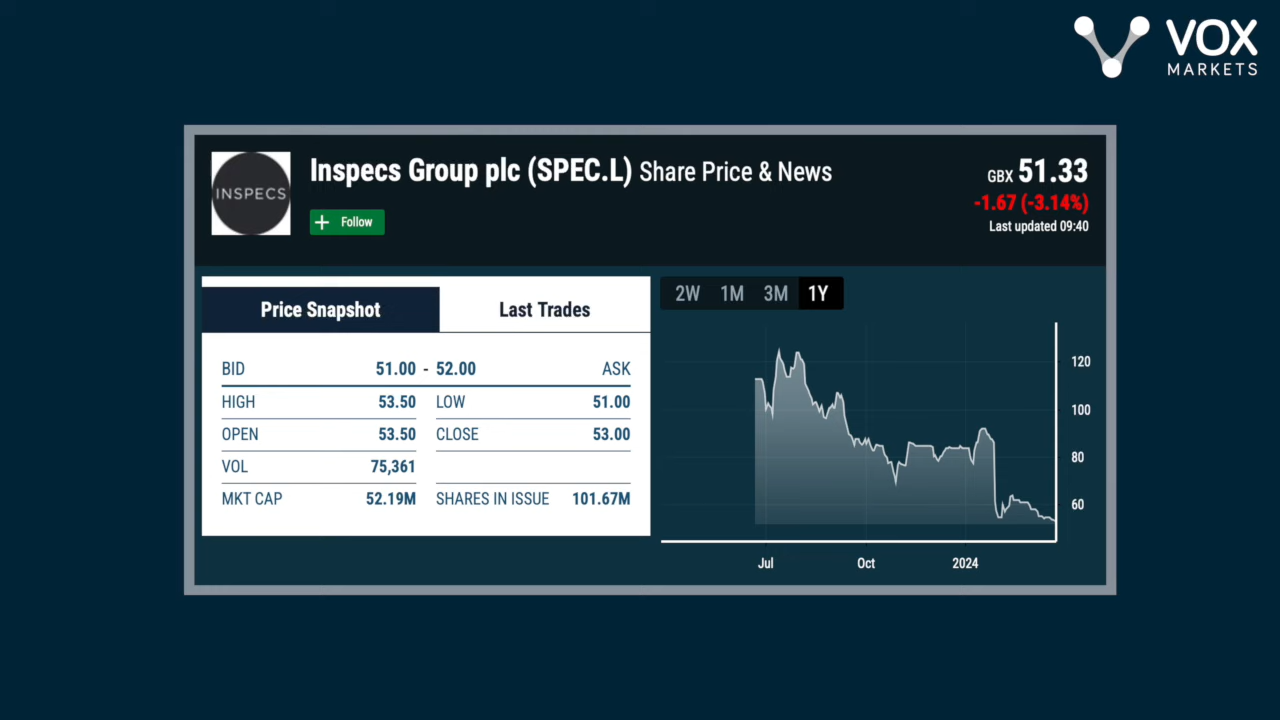 VOX
MARKETS
INSPECS
Inspecs Group plc (SPEC.L) Share Price & News
+ Follow
GBX 51.33
-1.67 (-3.14%)
Last updated 09:40
Price Snapshot
Last Trades
BID 51.00 - 52.00 ASK
HIGH 53.50 LOW 51.00
OPEN 53.50 CLOSE 53.00
VOL 75,361
MKT CAP 52.19M SHARES IN ISSUE 101.67M
2W 1M 3M 1Y
120
100
80
60
Jul Oct 2024